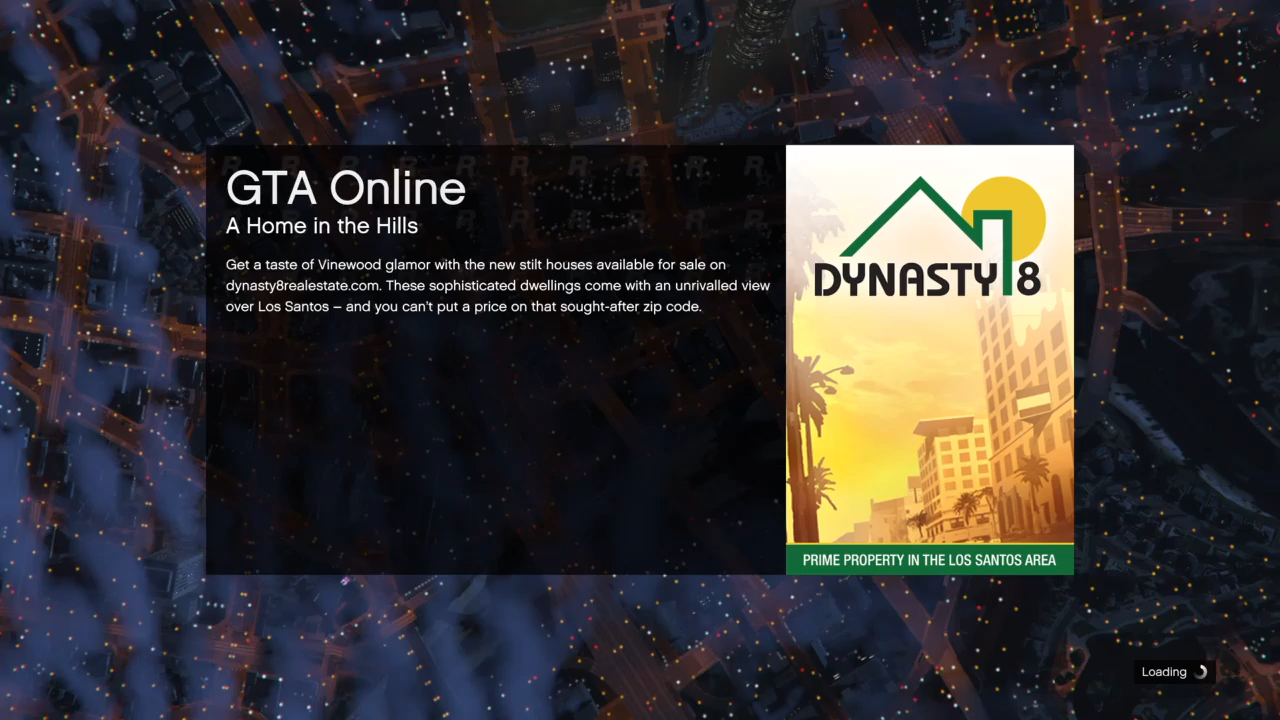 GTA Online
A Home in the Hills
Get a taste of Vinewood glamor with the new stilt houses available for sale on
dynasty8realestate.com. These sophisticated dwellings come with an unrivalled view
over Los Santos – and you can't put a price on that sought-after zip code.
DYNASTY 8
PRIME PROPERTY IN THE LOS SANTOS AREA
Loading